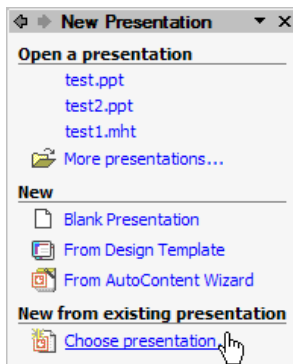 New Presentation
Open a presentation
test.ppt
test2.ppt
test1.mht
More presentations...
New
Blank Presentation
From Design Template
From AutoContent Wizard
New from existing presentation
Choose presentation...